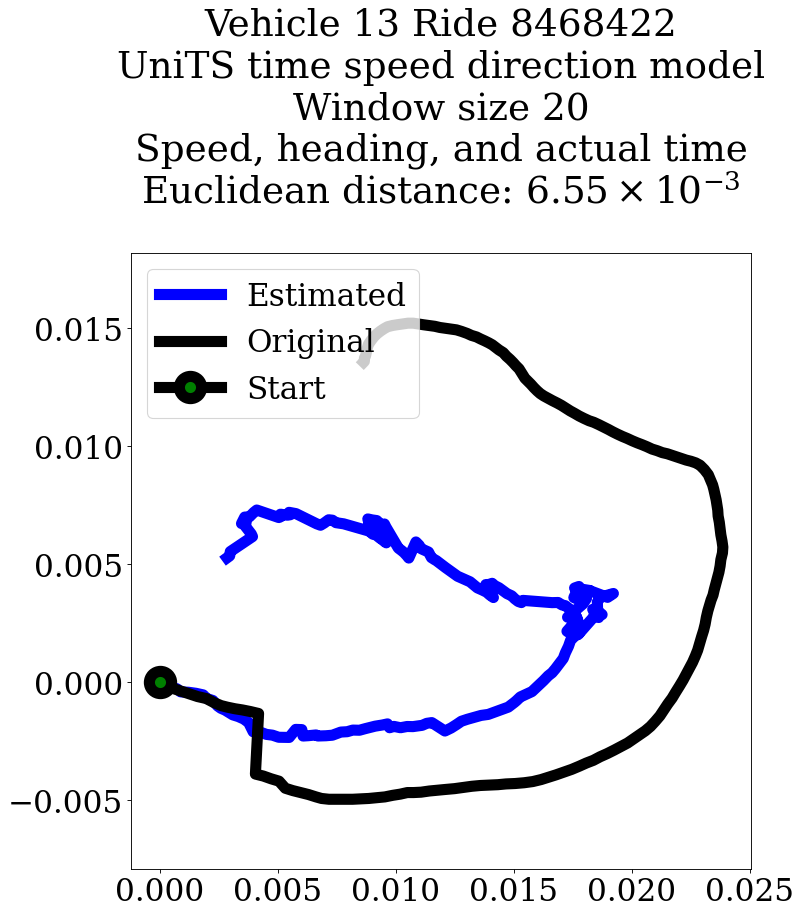 Vehicle 13 Ride 8468422
UniTS time speed direction model
Window size 20
Speed, heading, and actual time
Euclidean distance: 6.55 × 10⁻³
Estimated
Original
Start
0.015
0.010
0.005
0.000
−0.005
0.000 0.005 0.010 0.015 0.020 0.025